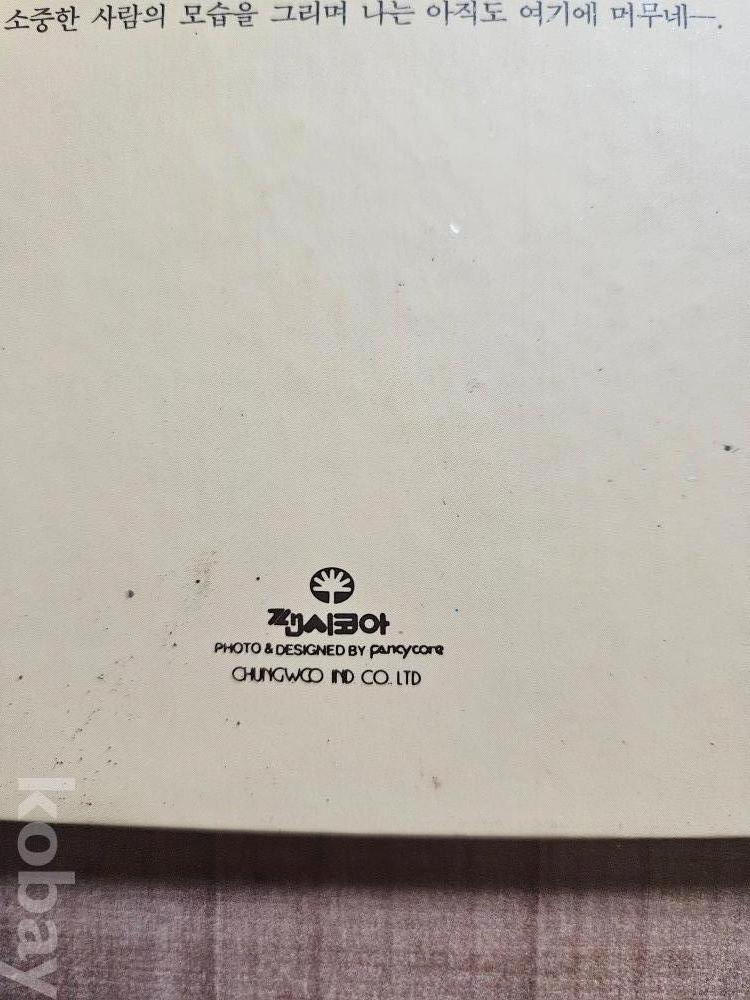 소중한 사람의 모습을 그리며 나는 아직도 여기에 머무네—.
팬시코아
PHOTO & DESIGNED BY fancycore
CHUNGWOO IND CO. LTD
kobay